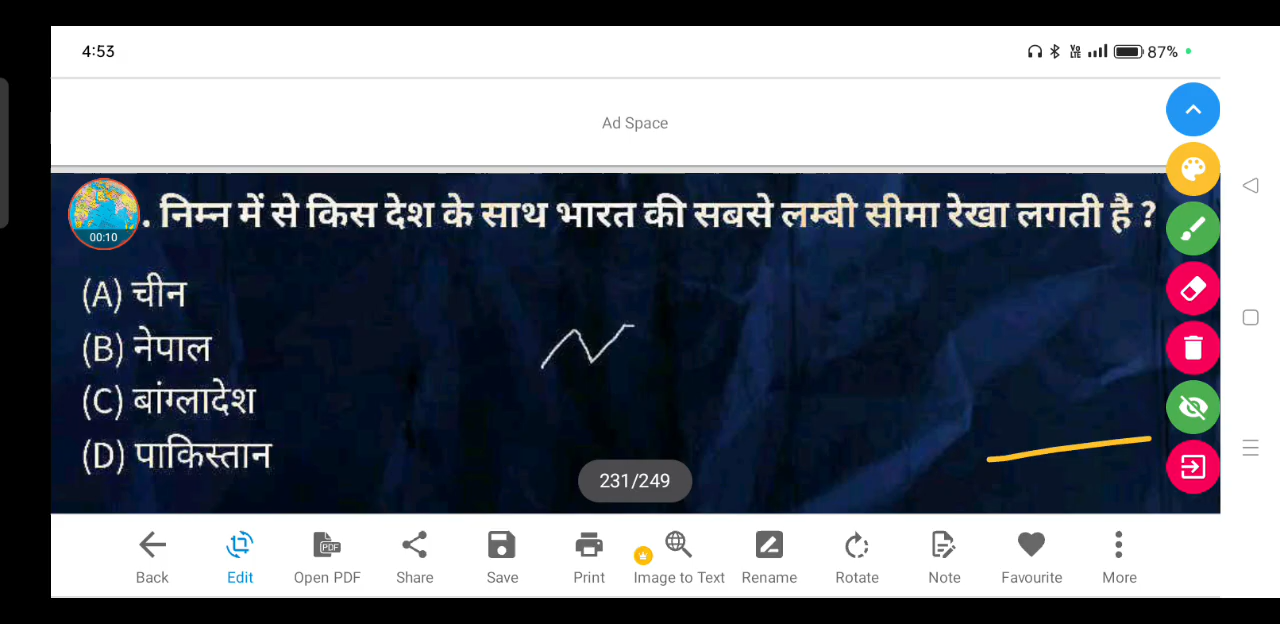 4:53
87%
Ad Space
00:10
. निम्न में से किस देश के साथ भारत की सबसे लम्बी सीमा रेखा लगती है ?
(A) चीन
(B) नेपाल
(C) बांग्लादेश
(D) पाकिस्तान
231/249
Back Edit Open PDF Share Save Print Image to Text Rename Rotate Note Favourite More